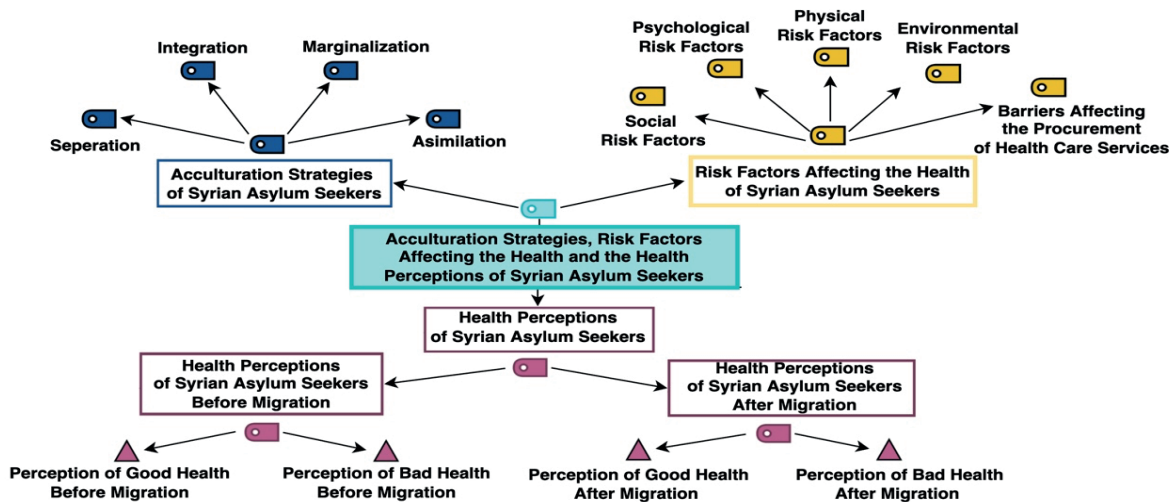 Integration
Marginalization
Seperation
Asimilation
Acculturation Strategies
of Syrian Asylum Seekers
Psychological
Risk Factors
Physical
Risk Factors
Environmental
Risk Factors
Social
Risk Factors
Barriers Affecting
the Procurement
of Health Care Services
Risk Factors Affecting the Health
of Syrian Asylum Seekers
Acculturation Strategies, Risk Factors
Affecting the Health and the Health
Perceptions of Syrian Asylum Seekers
Health Perceptions
of Syrian Asylum Seekers
Health Perceptions
of Syrian Asylum Seekers
Before Migration
Health Perceptions
of Syrian Asylum Seekers
After Migration
Perception of Good Health
Before Migration
Perception of Bad Health
Before Migration
Perception of Good Health
After Migration
Perception of Bad Health
After Migration